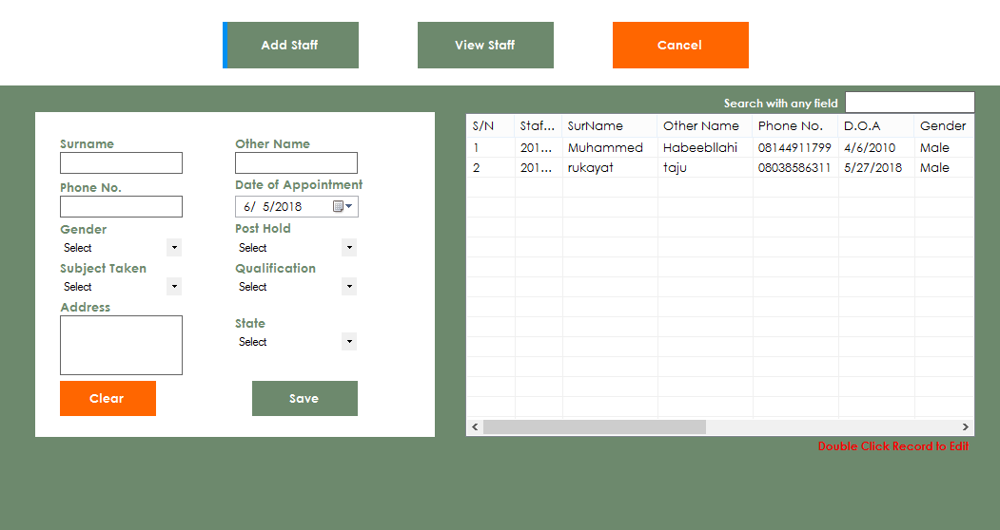 Add Staff View Staff Cancel
Search with any field
Surname Other Name
Phone No. Date of Appointment
6/ 5/2018
Gender Post Hold
Select Select
Subject Taken Qualification
Select Select
Address
State
Select
Clear Save
S/N Staf... SurName Other Name Phone No. D.O.A Gender
1 201... Muhammed Habeebllahi 08144911799 4/6/2010 Male
2 201... rukayat taju 08038586311 5/27/2018 Male
Double Click Record to Edit